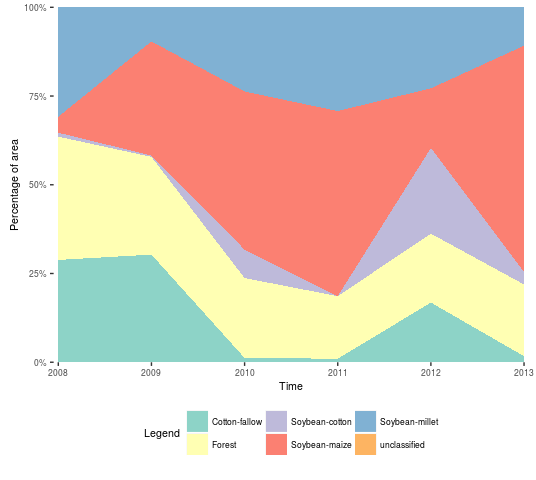 100%
75%
50%
25%
0%
Percentage of area
2008 2009 2010 2011 2012 2013
Time
Legend
Cotton-fallow Soybean-cotton Soybean-millet
Forest Soybean-maize unclassified